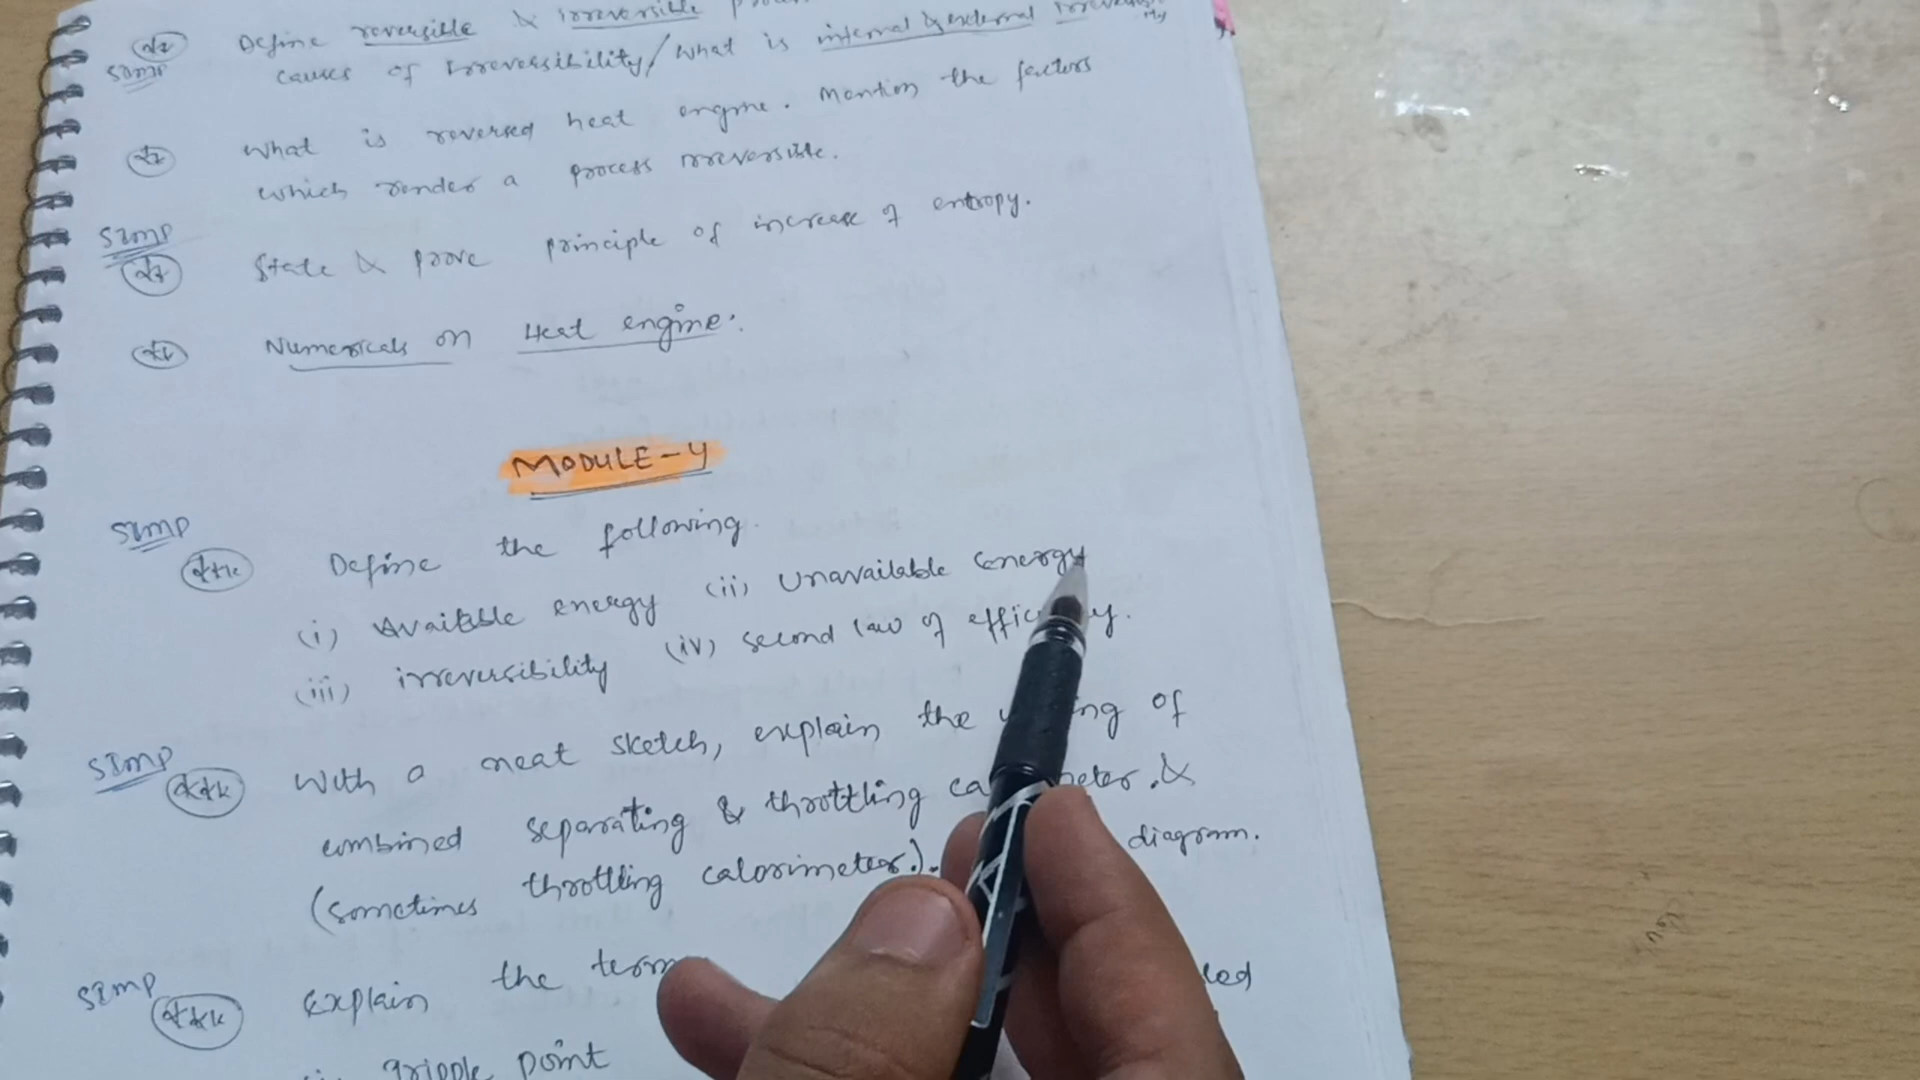 Define reversible & irreversible
SIMP causes of Irreversibility/What is internal & external
What is reversed heat engine. Mention the factors
which render a process irreversible.
SIMP
State & prove principle of increase of entropy.
Numericals on Heat engine.
MODULE-4
SIMP
Define the following.
(i) Available energy (ii) Unavailable energy
(iii) irreversibility (iv) second law of
SIMP
With a neat sketch, explain the of
combined separating & throttling &
(sometimes throttling calorimeter). diagram.
SIMP
Explain the
point